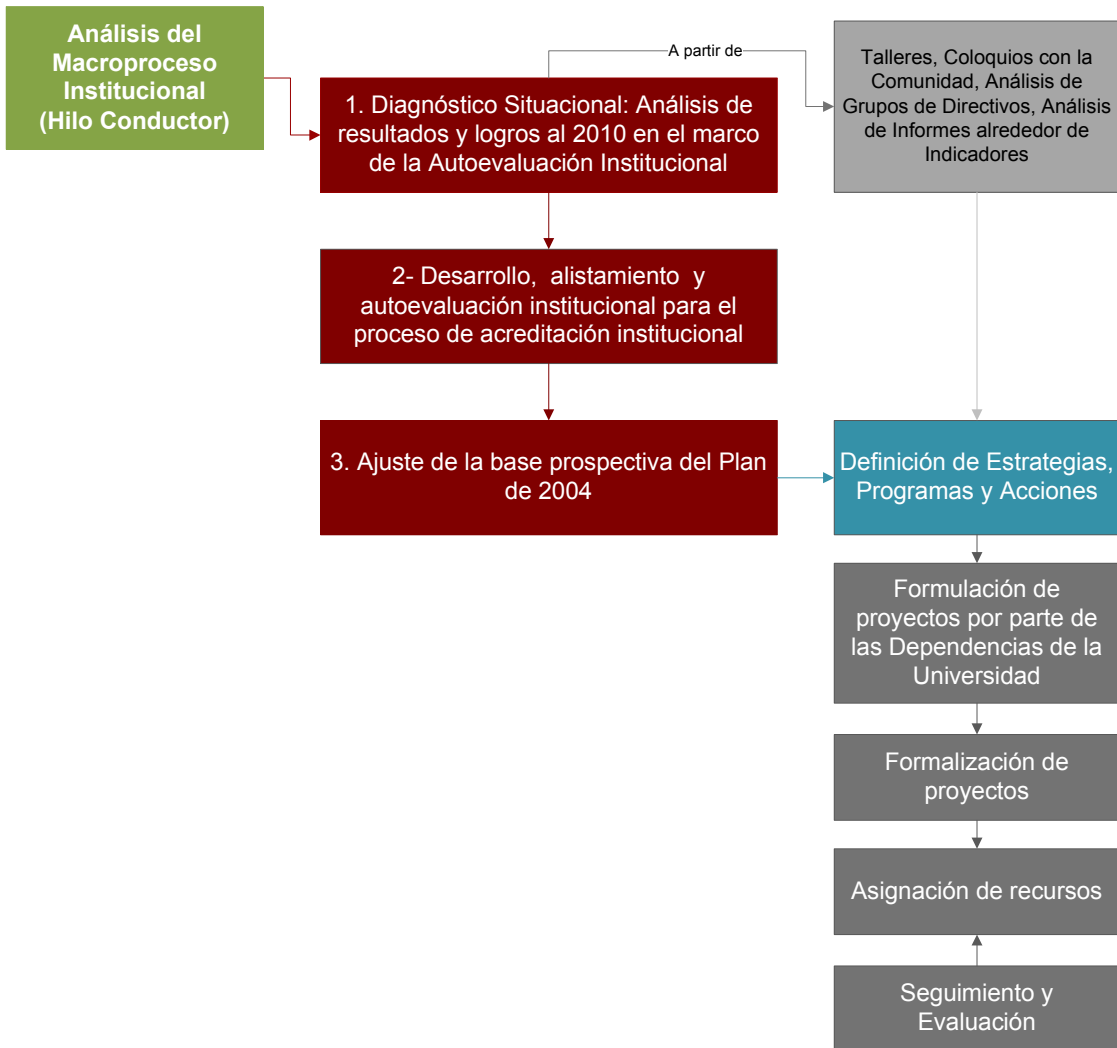 Análisis del
Macroproceso
Institucional
(Hilo Conductor)
A partir de
Talleres, Coloquios con la
Comunidad, Análisis de
Grupos de Directivos, Análisis
de Informes alrededor de
Indicadores
1. Diagnóstico Situacional: Análisis de
resultados y logros al 2010 en el marco
de la Autoevaluación Institucional
2- Desarrollo, alistamiento y
autoevaluación institucional para el
proceso de acreditación institucional
3. Ajuste de la base prospectiva del Plan
de 2004
Definición de Estrategias,
Programas y Acciones
Formulación de
proyectos por parte de
las Dependencias de la
Universidad
Formalización de
proyectos
Asignación de recursos
Seguimiento y
Evaluación